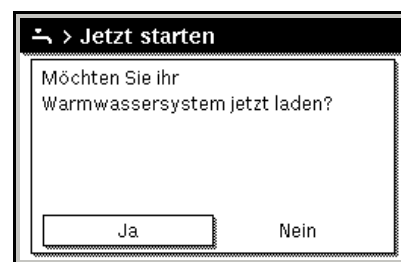 > Jetzt starten
Möchten Sie ihr
Warmwassersystem jetzt laden?
Ja
Nein